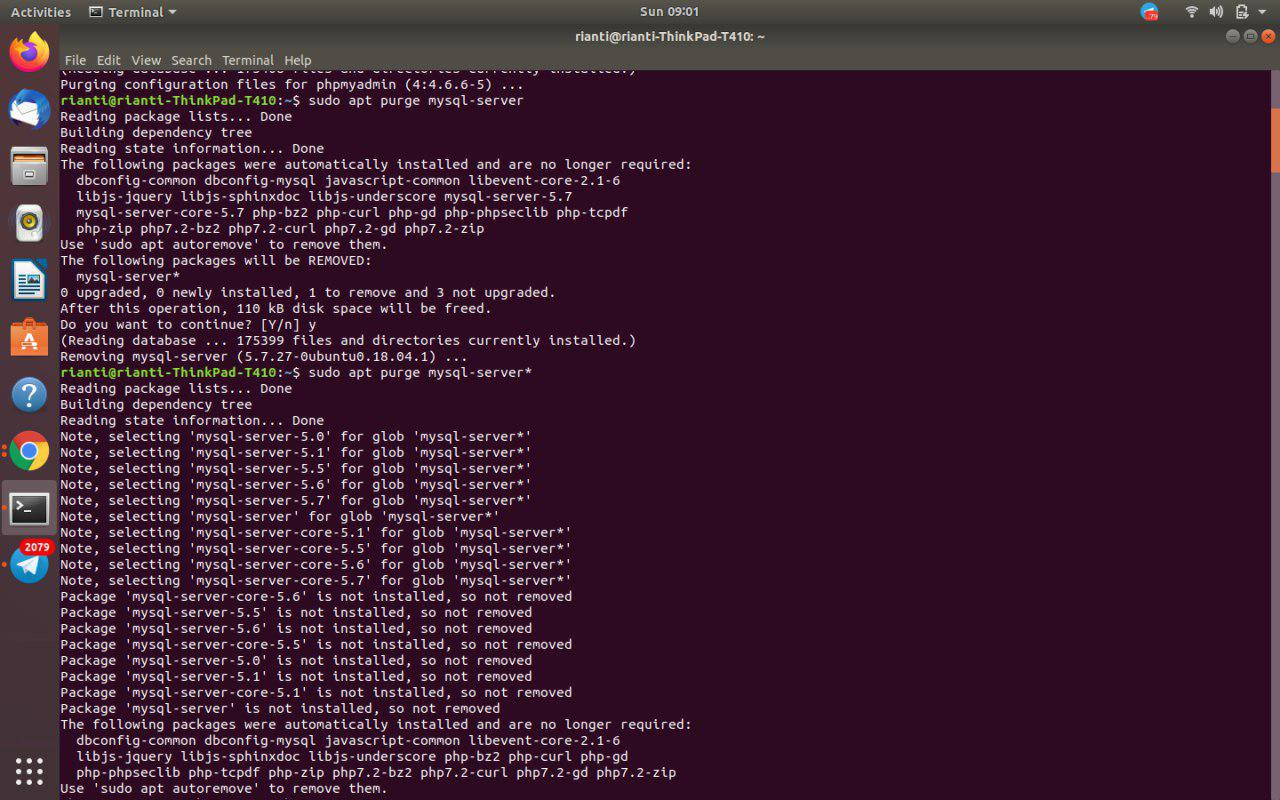 Activities Terminal Sun 09:01
rianti@rianti-ThinkPad-T410: ~
File Edit View Search Terminal Help
Purging configuration files for phpmyadmin (4:4.6.6-5) ...
rianti@rianti-ThinkPad-T410:~$ sudo apt purge mysql-server
Reading package lists... Done
Building dependency tree
Reading state information... Done
The following packages were automatically installed and are no longer required:
dbconfig-common dbconfig-mysql javascript-common libevent-core-2.1-6
libjs-jquery libjs-sphinxdoc libjs-underscore mysql-server-5.7
mysql-server-core-5.7 php-bz2 php-curl php-gd php-phpseclib php-tcpdf
php-zip php7.2-bz2 php7.2-curl php7.2-gd php7.2-zip
Use 'sudo apt autoremove' to remove them.
The following packages will be REMOVED:
mysql-server*
0 upgraded, 0 newly installed, 1 to remove and 3 not upgraded.
After this operation, 110 kB disk space will be freed.
Do you want to continue? [Y/n] y
(Reading database ... 175399 files and directories currently installed.)
Removing mysql-server (5.7.27-0ubuntu0.18.04.1) ...
rianti@rianti-ThinkPad-T410:~$ sudo apt purge mysql-server*
Reading package lists... Done
Building dependency tree
Reading state information... Done
Note, selecting 'mysql-server-5.0' for glob 'mysql-server*'
Note, selecting 'mysql-server-5.1' for glob 'mysql-server*'
Note, selecting 'mysql-server-5.5' for glob 'mysql-server*'
Note, selecting 'mysql-server-5.6' for glob 'mysql-server*'
Note, selecting 'mysql-server-5.7' for glob 'mysql-server*'
Note, selecting 'mysql-server' for glob 'mysql-server*'
Note, selecting 'mysql-server-core-5.1' for glob 'mysql-server*'
Note, selecting 'mysql-server-core-5.5' for glob 'mysql-server*'
Note, selecting 'mysql-server-core-5.6' for glob 'mysql-server*'
Note, selecting 'mysql-server-core-5.7' for glob 'mysql-server*'
Package 'mysql-server-core-5.6' is not installed, so not removed
Package 'mysql-server-5.5' is not installed, so not removed
Package 'mysql-server-5.6' is not installed, so not removed
Package 'mysql-server-core-5.5' is not installed, so not removed
Package 'mysql-server-5.0' is not installed, so not removed
Package 'mysql-server-5.1' is not installed, so not removed
Package 'mysql-server-core-5.1' is not installed, so not removed
Package 'mysql-server' is not installed, so not removed
The following packages were automatically installed and are no longer required:
dbconfig-common dbconfig-mysql javascript-common libevent-core-2.1-6
libjs-jquery libjs-sphinxdoc libjs-underscore php-bz2 php-curl php-gd
php-phpseclib php-tcpdf php-zip php7.2-bz2 php7.2-curl php7.2-gd php7.2-zip
Use 'sudo apt autoremove' to remove them.
2079